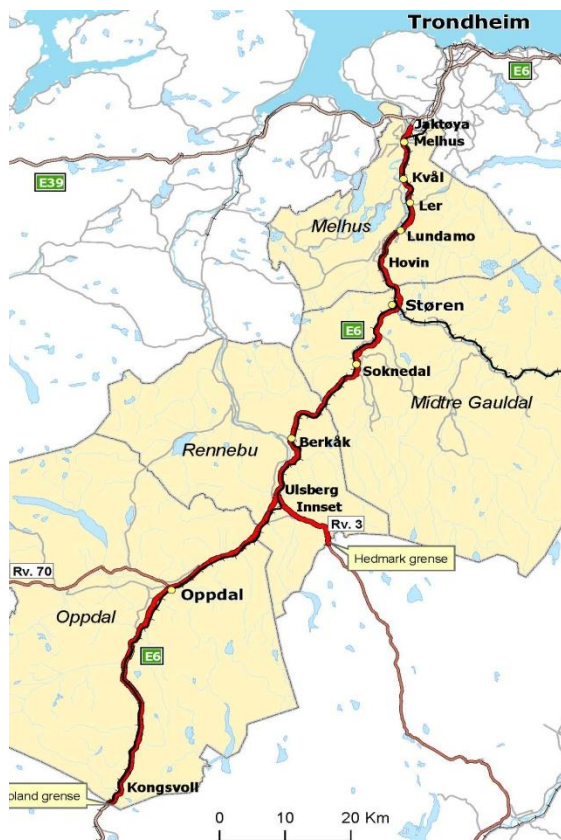 Trondheim
E6
Jaktøya
Melhus
E39
Kvål
Ler
Melhus
Lundamo
Hovin
Støren
E6
Soknedal
Midtre Gauldal
Berkåk
Rennebu
Ulsberg
Innset
Rv. 3
Hedmark grense
Rv. 70
Oppdal
Oppdal
E6
Kongsvoll
oland grense
0 10 20 Km